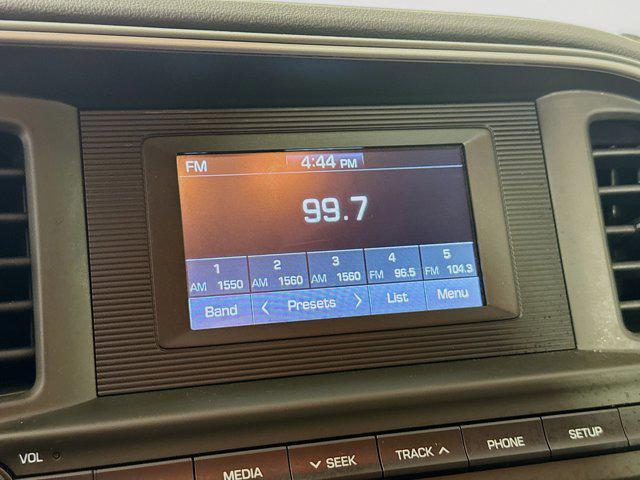 FM 4:44 PM
99.7
1 2 3 4 5
AM 1550 AM 1560 AM 1560 FM 96.5 FM 104.3
Band < Presets > List Menu
VOL MEDIA ∨ SEEK TRACK ∧ PHONE SETUP